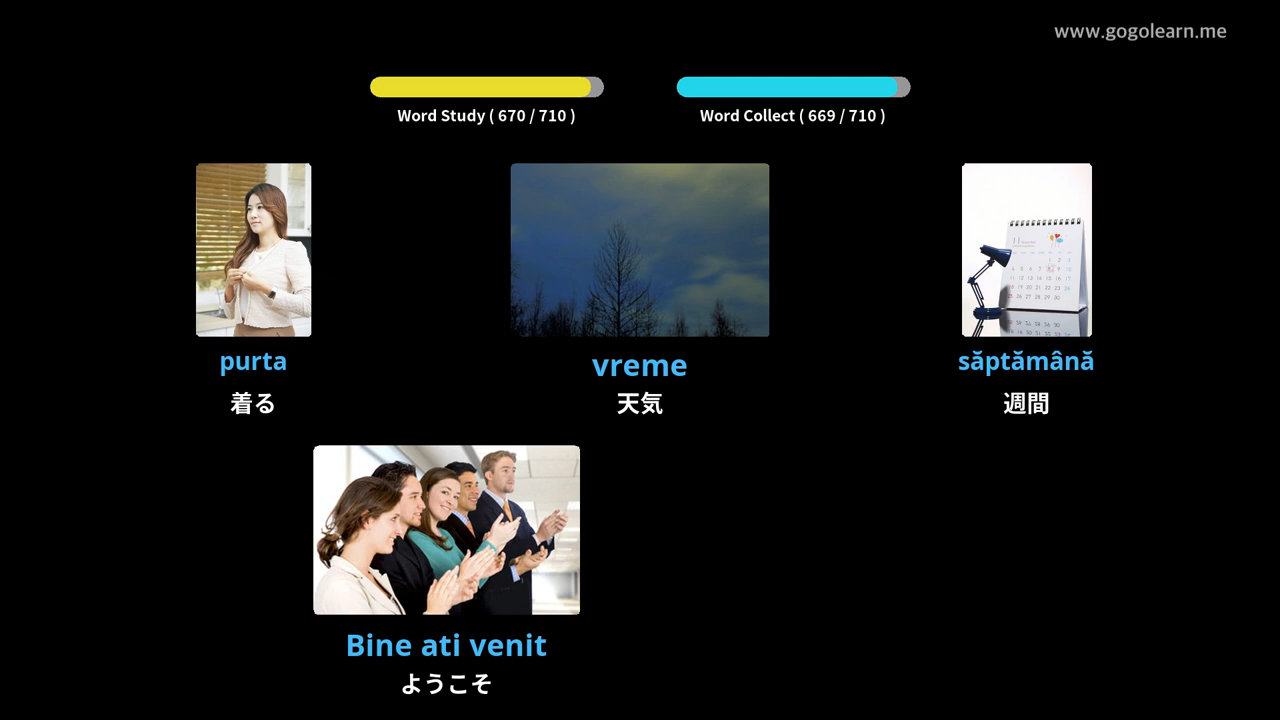 www.gogolearn.me
Word Study ( 670 / 710 )
Word Collect ( 669 / 710 )
purta
着る
vreme
天気
săptămână
週間
Bine ati venit
ようこそ